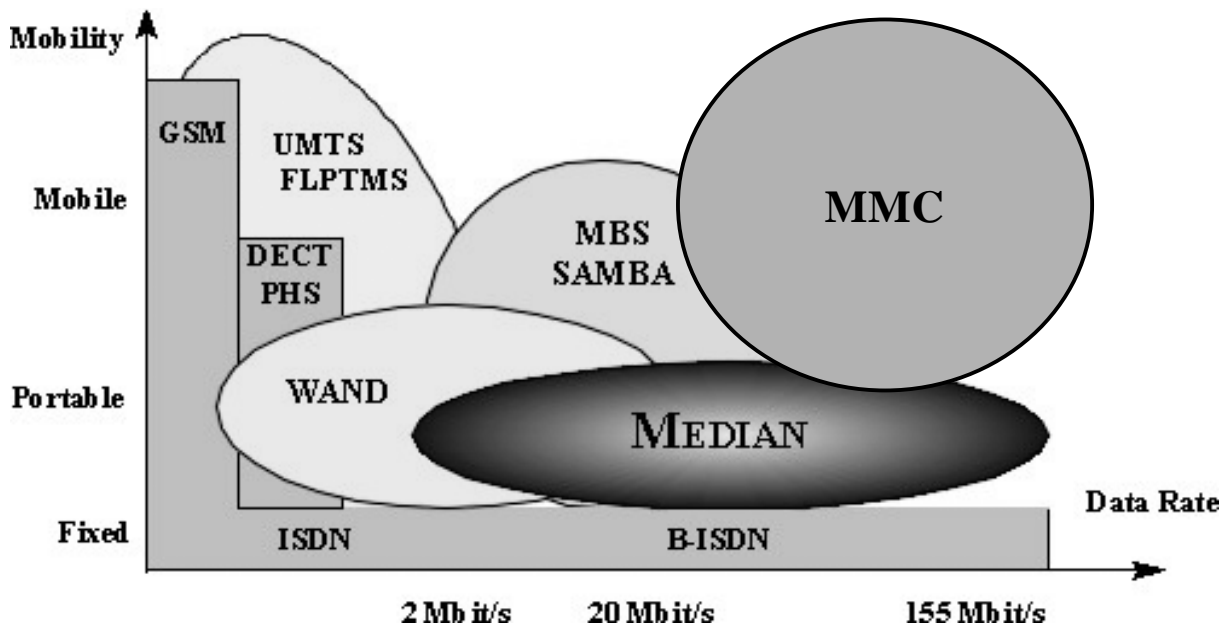 Mobility
GSM
UMTS
FLPTMS
Mobile
MMC
MBS
SAMBA
DECT
PHS
Portable
WAND
MEDIAN
Data Rate
Fixed
ISDN
B-ISDN
2 Mbit/s
20 Mbit/s
155 Mbit/s